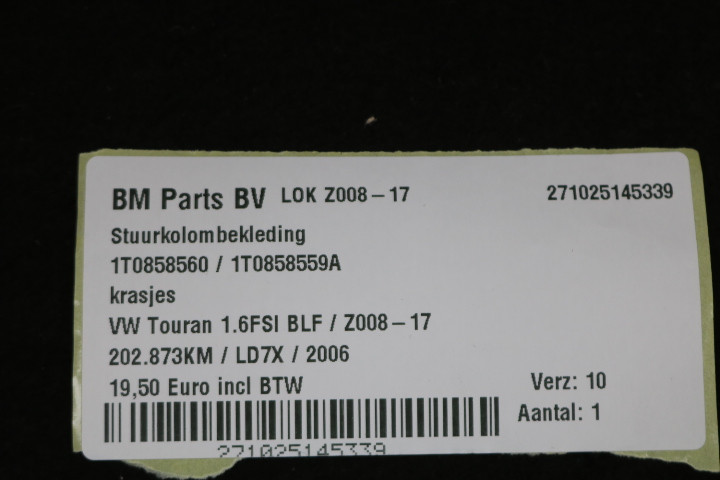 BM Parts BV LOK Z008-17 271025145339
Stuurkolombekleding
1T0858560 / 1T0858559A
krasjes
VW Touran 1.6FSI BLF / Z008-17
202.873KM / LD7X / 2006
19,50 Euro incl BTW Verz: 10
Aantal: 1
271025145339